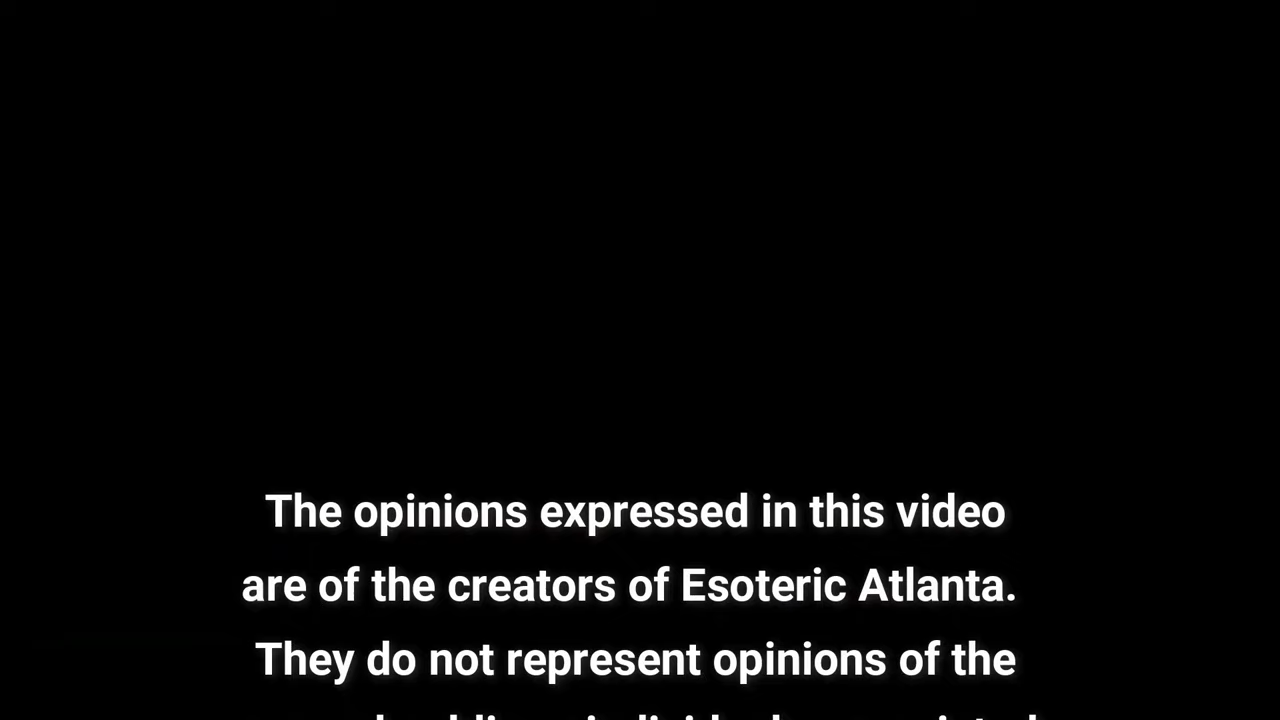 The opinions expressed in this video
are of the creators of Esoteric Atlanta.
They do not represent opinions of the